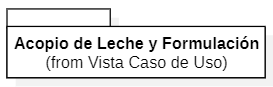 Acopio de Leche y Formulación
(from Vista Caso de Uso)